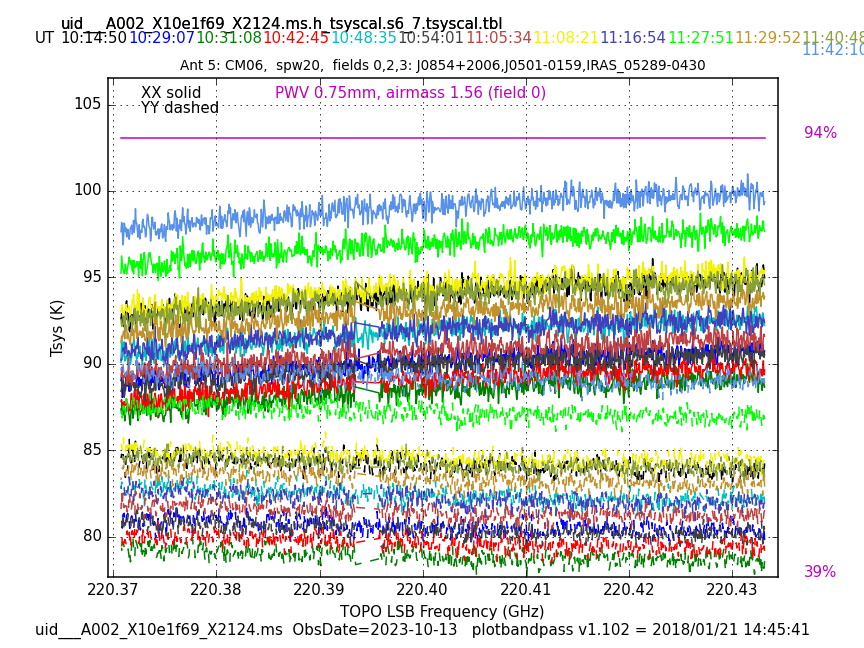 uid___A002_X10e1f69_X2124.ms.h_tsyscal.s6_7.tsyscal.tbl
UT 10:14:50 10:29:07 10:31:08 10:42:45 10:48:35 10:54:01 11:05:34 11:08:21 11:16:54 11:27:51 11:29:52 11:40:48
11:42:10
Ant 5: CM06,  spw20,  fields 0,2,3: J0854+2006,J0501-0159,IRAS_05289-0430
XX solid
PWV 0.75mm, airmass 1.56 (field 0)
YY dashed
94%
105
100
95
90
85
80
Tsys (K)
39%
220.37 220.38 220.39 220.40 220.41 220.42 220.43
TOPO LSB Frequency (GHz)
uid___A002_X10e1f69_X2124.ms  ObsDate=2023-10-13   plotbandpass v1.102 = 2018/01/21 14:45:41